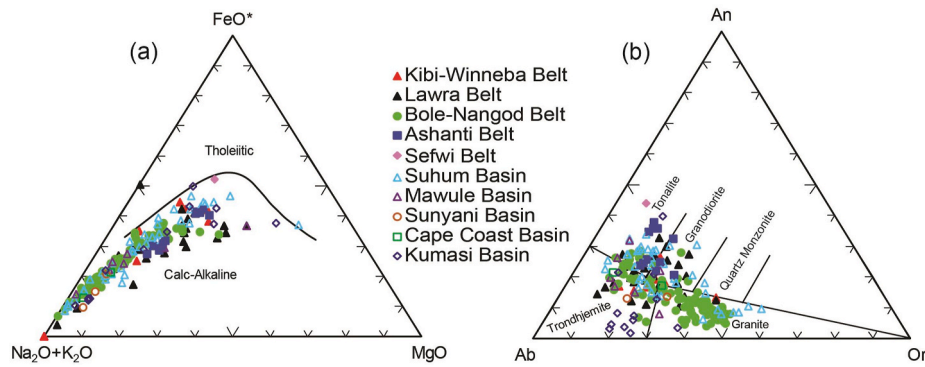 FeO*
(a)
Tholeiitic
Calc-Alkaline
Na₂O+K₂O
MgO
Kibi-Winneba Belt
Lawra Belt
Bole-Nangod Belt
Ashanti Belt
Sefwi Belt
Suhum Basin
Mawule Basin
Sunyani Basin
Cape Coast Basin
Kumasi Basin
An
(b)
Tonalite
Granodiorite
Quartz Monzonite
Trondhjemite
Granite
Ab
Or